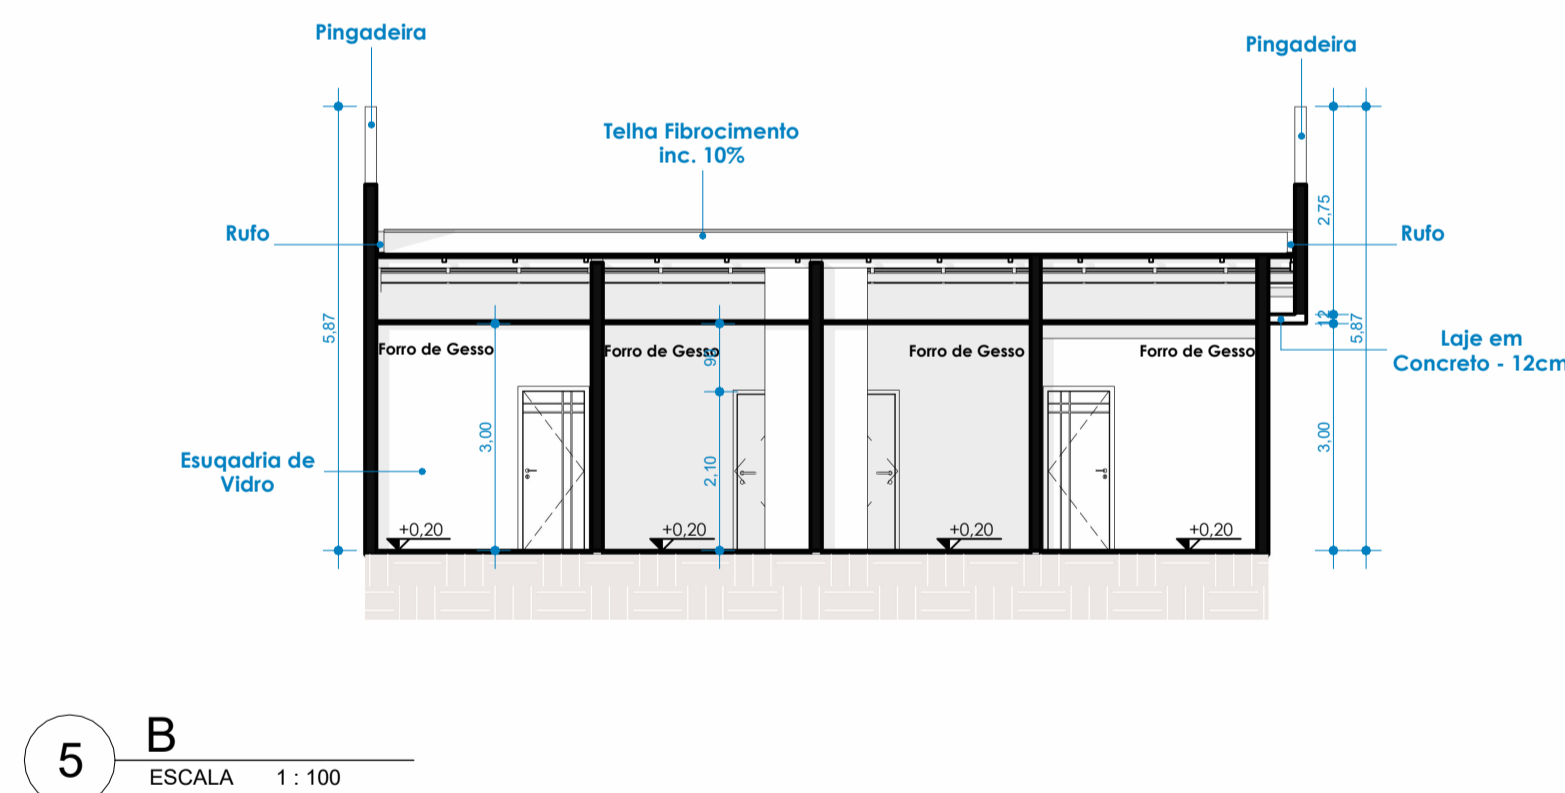 Pingadeira
Pingadeira
Telha Fibrocimento
inc. 10%
Rufo
Rufo
2,75
5,87
12
5,87
Laje em
Concreto - 12cm
Forro de Gesso
Forro de Gesso
Forro de Gesso
Forro de Gesso
90
3,00
2,10
3,00
Esuqadria de
Vidro
+0,20
+0,20
+0,20
+0,20
5
B
ESCALA 1 : 100